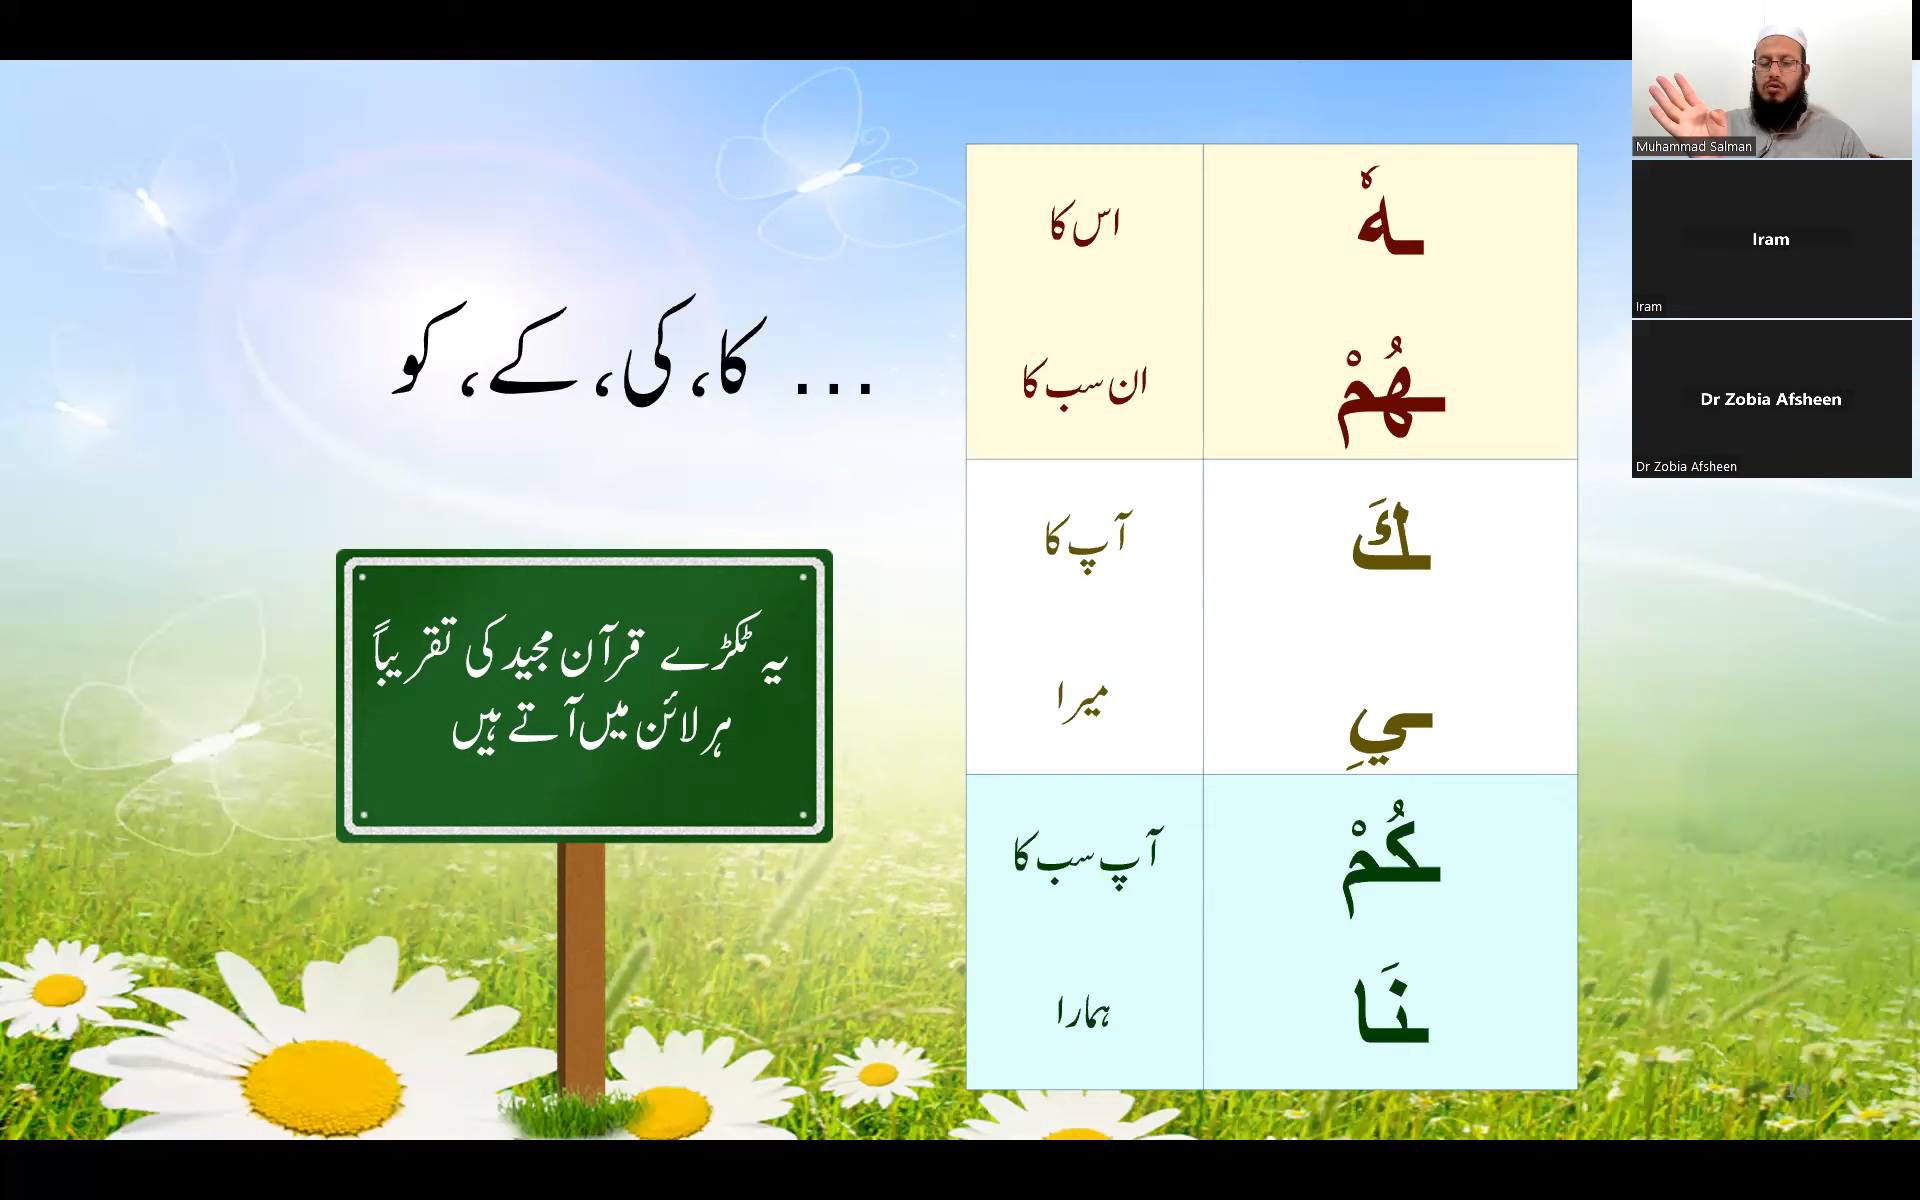 ... کا، کی، کے، کو
یہ ٹکڑے قرآن مجید کی تقریباً
ہر لائن میں آتے ہیں
ـهٗ اس کا
ـهُمْ ان سب کا
ـكَ آپ کا
ـيِ میرا
ـكُمْ آپ سب کا
ـنَا ہمارا
10
Muhammad Salman
Iram
Iram
Dr Zobia Afsheen
Dr Zobia Afsheen